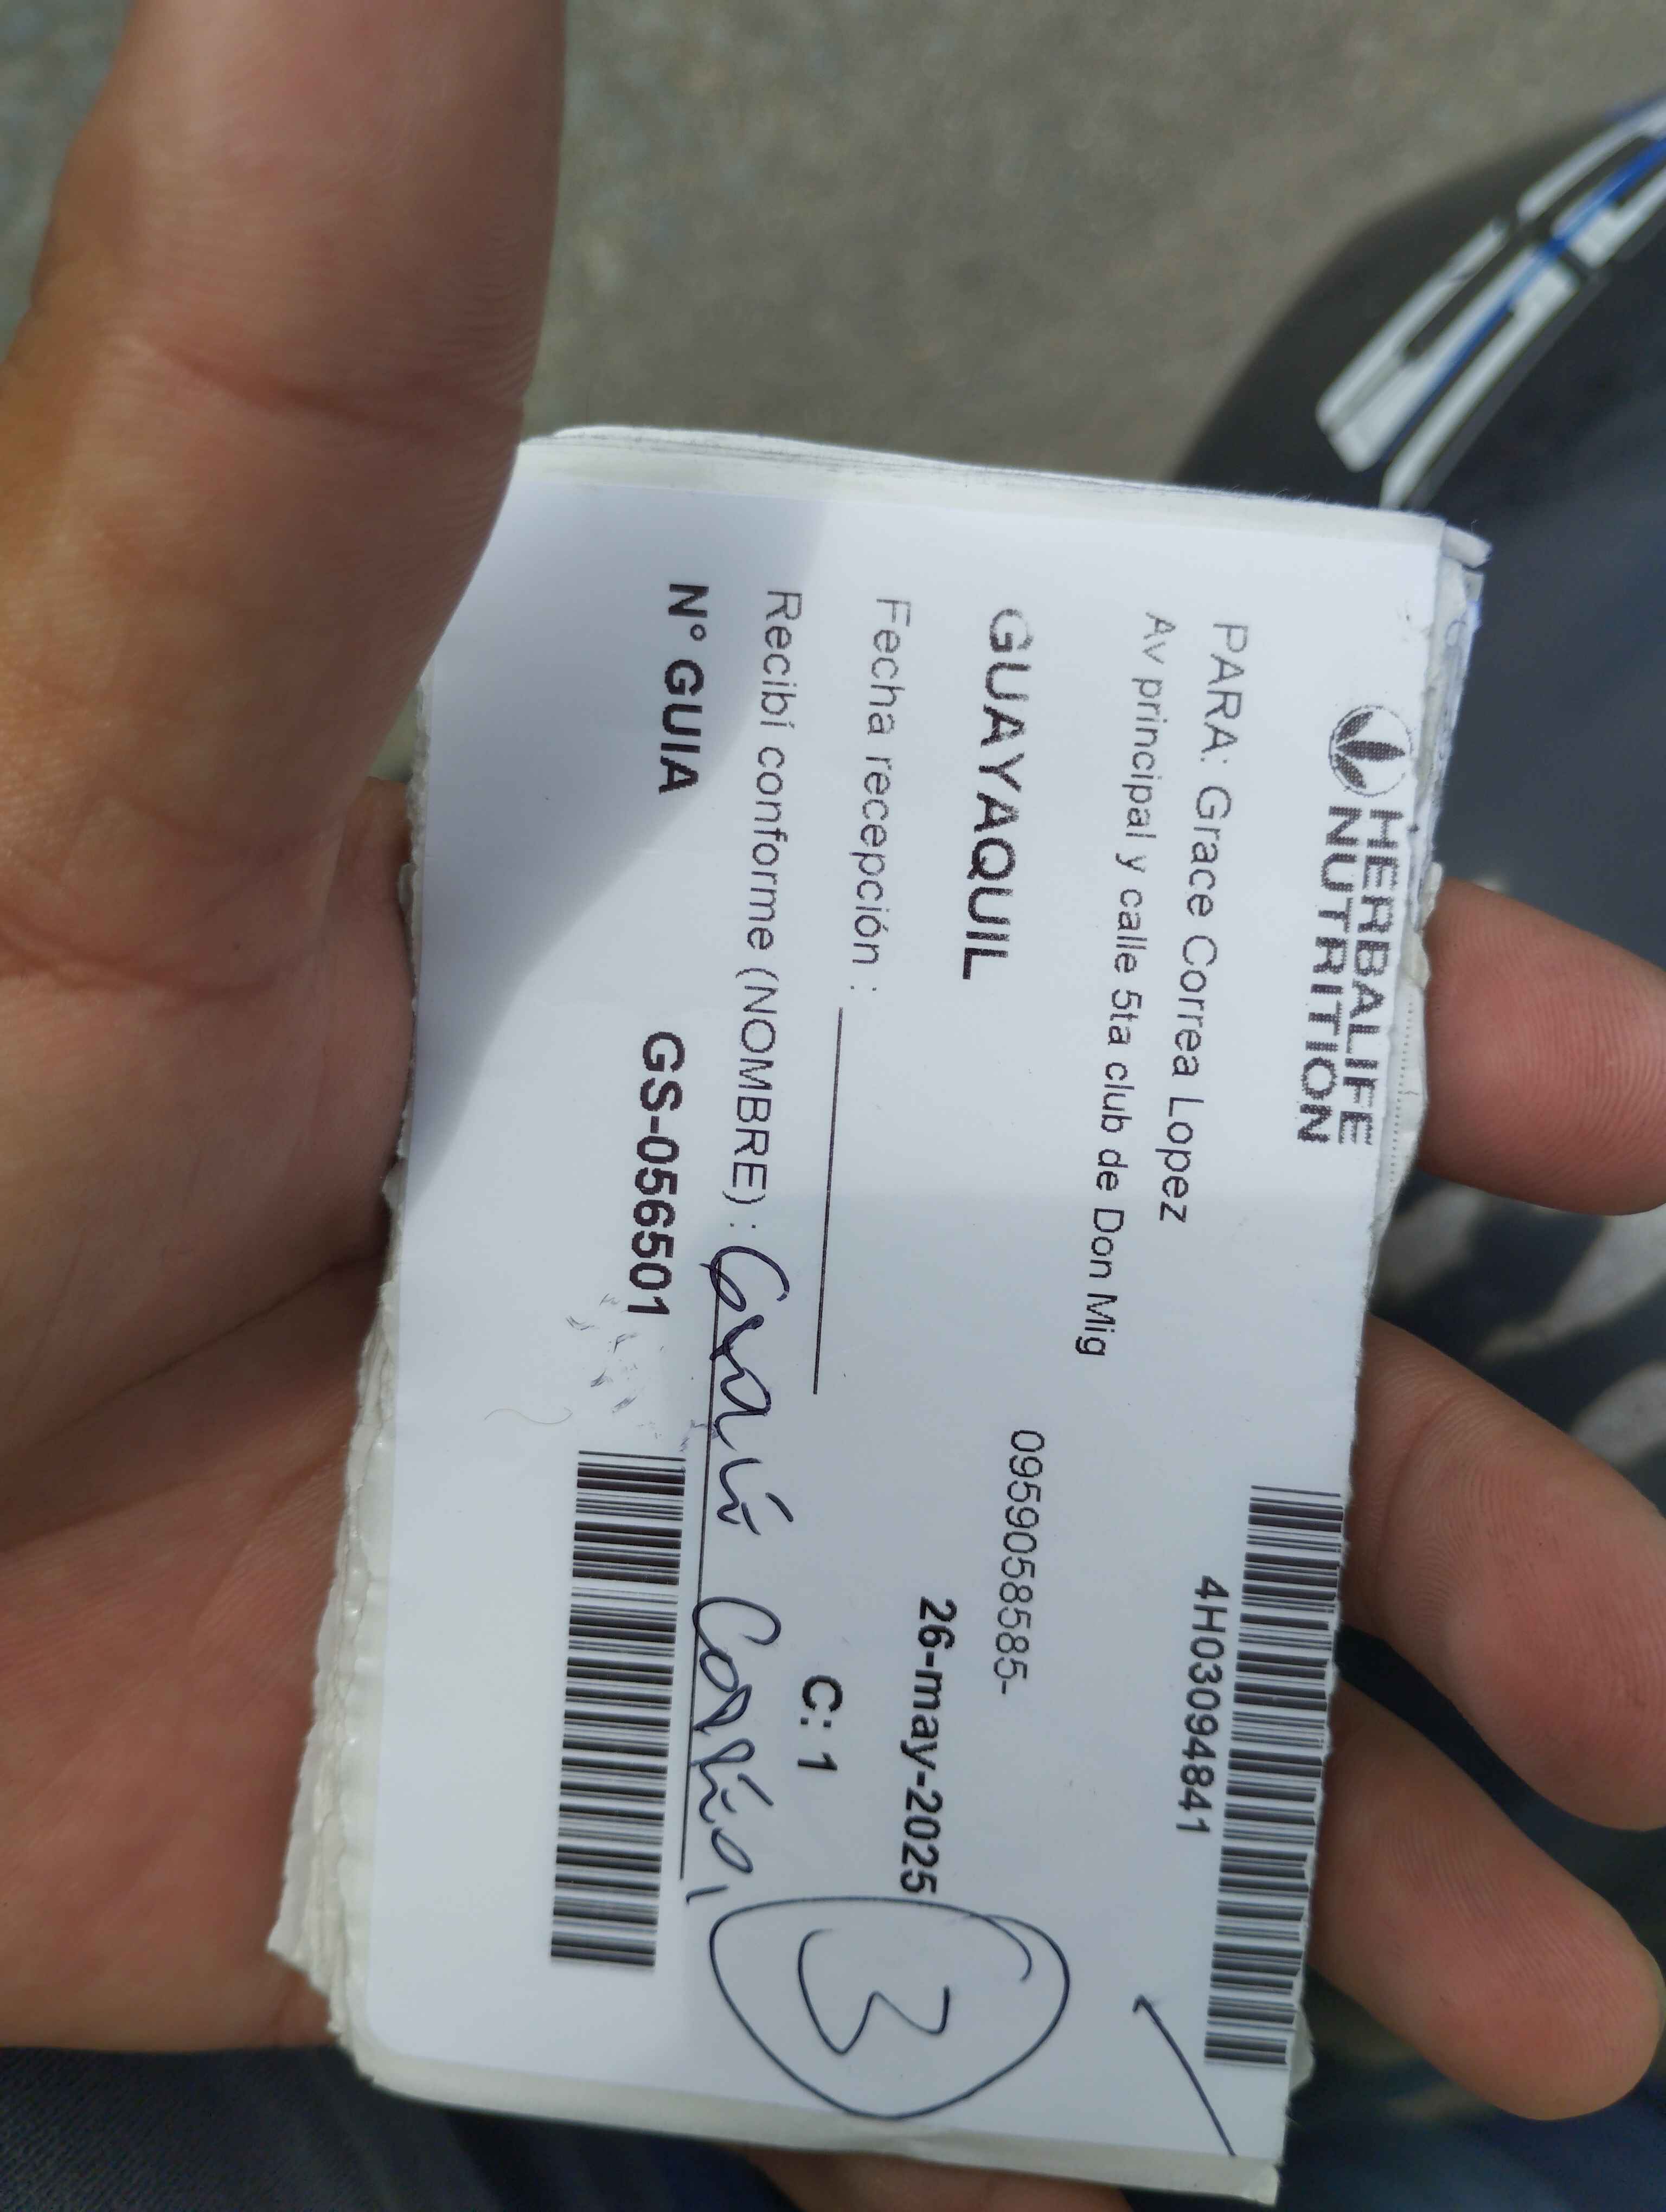 HERBALIFE
NUTRITION
4H03094841
PARA: Grace Correa Lopez
Av principal y calle 5ta club de Don Mig
0959058585-
GUAYAQUIL
26-may-2025
Fecha recepción :
C: 1
Recibí conforme (NOMBRE) :
3
N° GUIA GS-056501